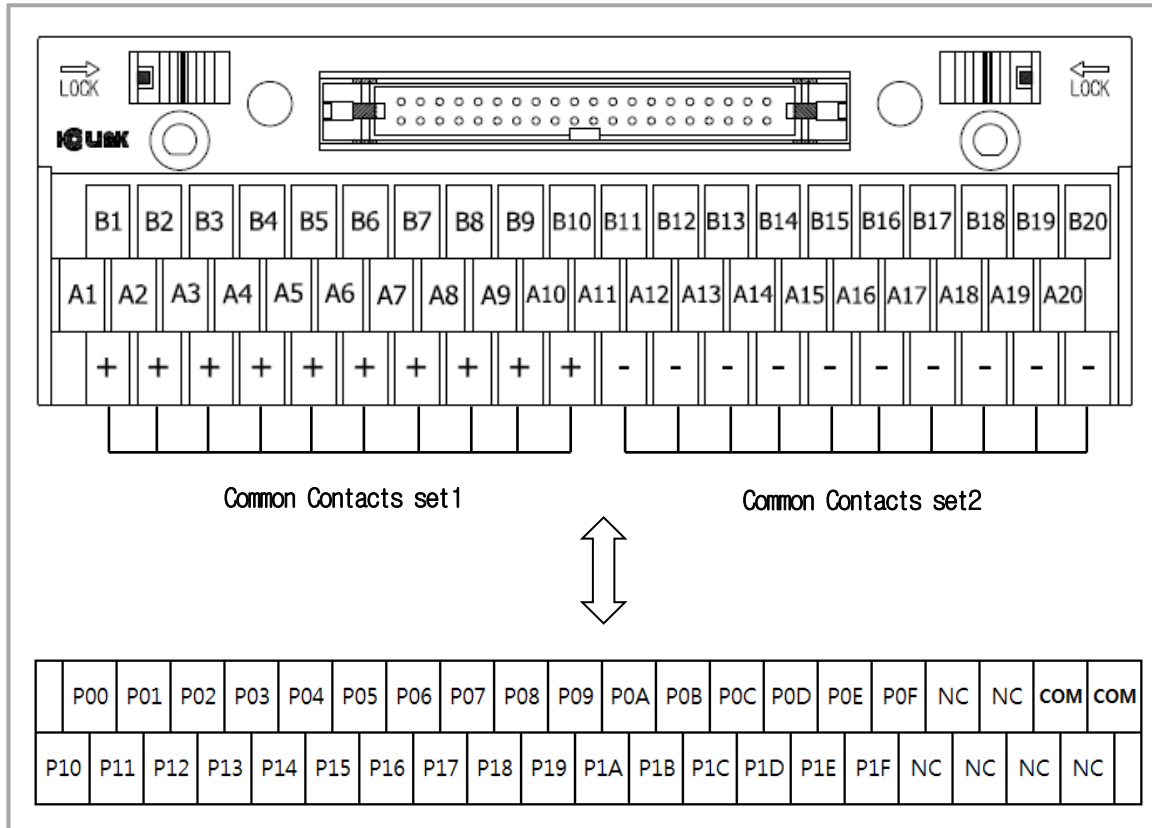 LOCK LOCK
B1 B2 B3 B4 B5 B6 B7 B8 B9 B10 B11 B12 B13 B14 B15 B16 B17 B18 B19 B20
A1 A2 A3 A4 A5 A6 A7 A8 A9 A10 A11 A12 A13 A14 A15 A16 A17 A18 A19 A20
+ + + + + + + + + + - - - - - - - - - -
Common Contacts set1 Common Contacts set2
P00 P01 P02 P03 P04 P05 P06 P07 P08 P09 P0A P0B P0C P0D P0E P0F NC NC COM COM
P10 P11 P12 P13 P14 P15 P16 P17 P18 P19 P1A P1B P1C P1D P1E P1F NC NC NC NC